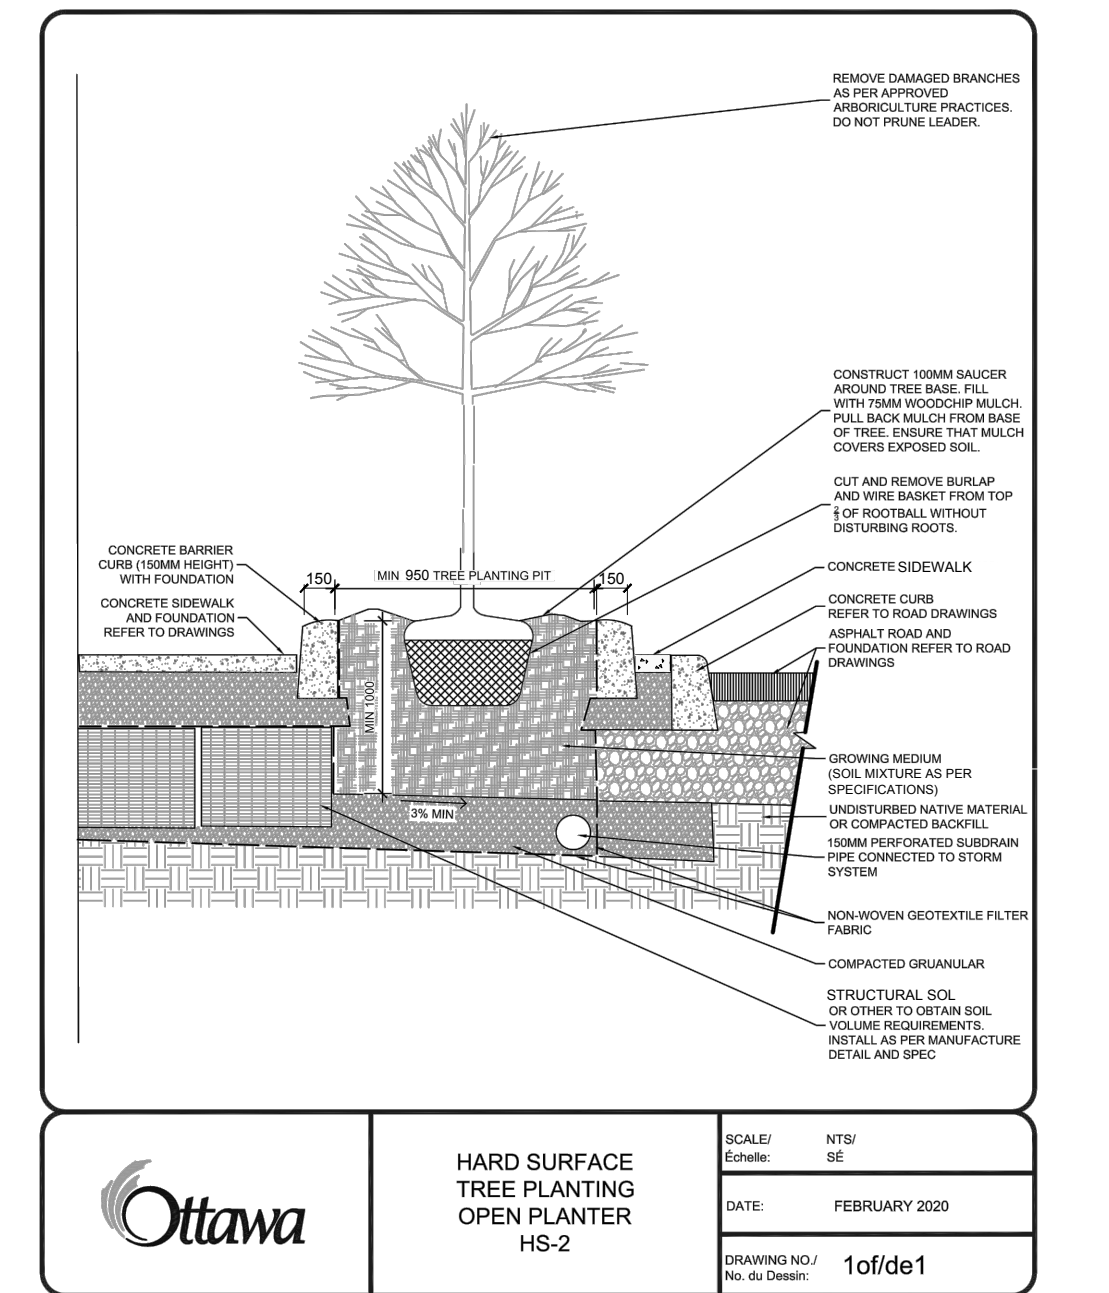 REMOVE DAMAGED BRANCHES
AS PER APPROVED
ARBORICULTURE PRACTICES.
DO NOT PRUNE LEADER.
CONSTRUCT 100MM SAUCER
AROUND TREE BASE. FILL
WITH 75MM WOODCHIP MULCH.
PULL BACK MULCH FROM BASE
OF TREE. ENSURE THAT MULCH
COVERS EXPOSED SOIL.
CUT AND REMOVE BURLAP
AND WIRE BASKET FROM TOP
2/3 OF ROOTBALL WITHOUT
DISTURBING ROOTS.
CONCRETE BARRIER
CURB (150MM HEIGHT)
WITH FOUNDATION
CONCRETE SIDEWALK
AND FOUNDATION
REFER TO DRAWINGS
150
MIN 950 TREE PLANTING PIT
150
CONCRETE SIDEWALK
CONCRETE CURB
REFER TO ROAD DRAWINGS
ASPHALT ROAD AND
FOUNDATION REFER TO ROAD
DRAWINGS
MIN 1000
3% MIN
GROWING MEDIUM
(SOIL MIXTURE AS PER
SPECIFICATIONS)
UNDISTURBED NATIVE MATERIAL
OR COMPACTED BACKFILL
150MM PERFORATED SUBDRAIN
PIPE CONNECTED TO STORM
SYSTEM
NON-WOVEN GEOTEXTILE FILTER
FABRIC
COMPACTED GRUANULAR
STRUCTURAL SOL
OR OTHER TO OBTAIN SOIL
VOLUME REQUIREMENTS.
INSTALL AS PER MANUFACTURE
DETAIL AND SPEC
Ottawa
HARD SURFACE
TREE PLANTING
OPEN PLANTER
HS-2
SCALE/ NTS/
Échelle: SÉ
DATE: FEBRUARY 2020
DRAWING NO./ 1of/de1
No. du Dessin: